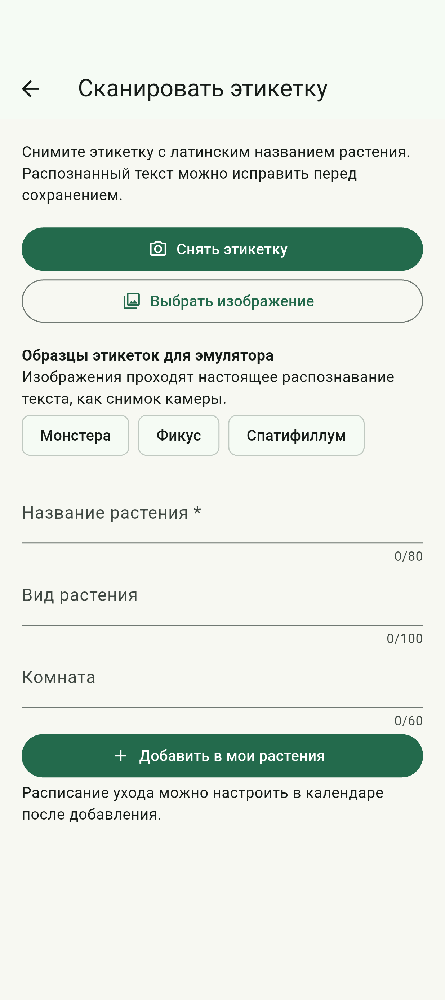 Сканировать этикетку
Снимите этикетку с латинским названием растения.
Распознанный текст можно исправить перед
сохранением.
Снять этикетку
Выбрать изображение
Образцы этикеток для эмулятора
Изображения проходят настоящее распознавание
текста, как снимок камеры.
Монстера Фикус Спатифиллум
Название растения *
0/80
Вид растения
0/100
Комната
0/60
Добавить в мои растения
Расписание ухода можно настроить в календаре
после добавления.